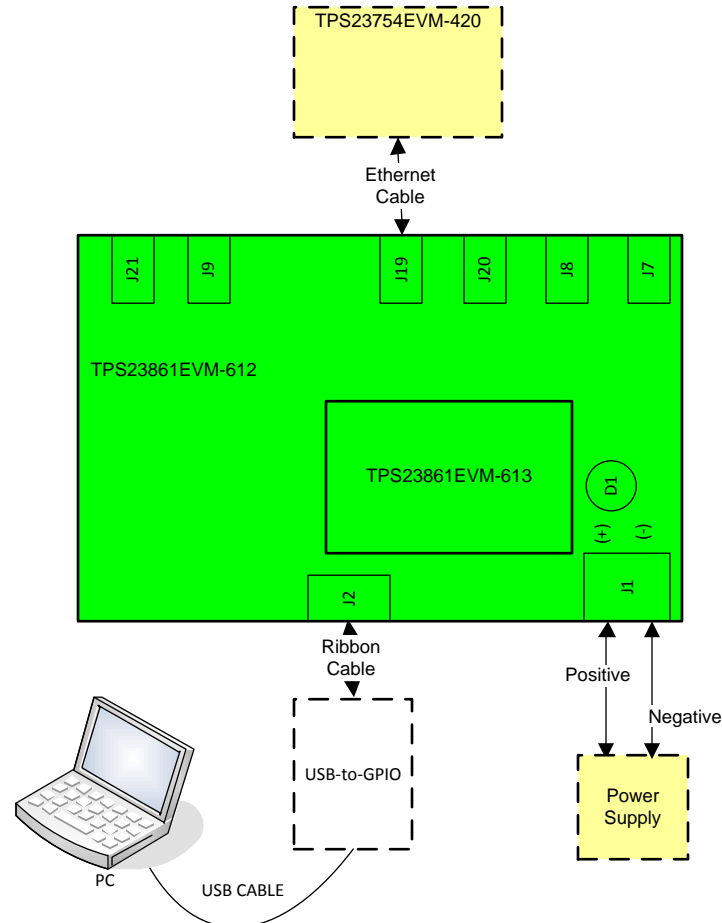 TPS23754EVM-420
Ethernet
Cable
J21
J9
J19
J20
J8
J7
TPS23861EVM-612
TPS23861EVM-613
D1
(+)
(-)
J2
J1
Ribbon
Cable
Positive
Negative
USB-to-GPIO
Power
Supply
PC
USB CABLE